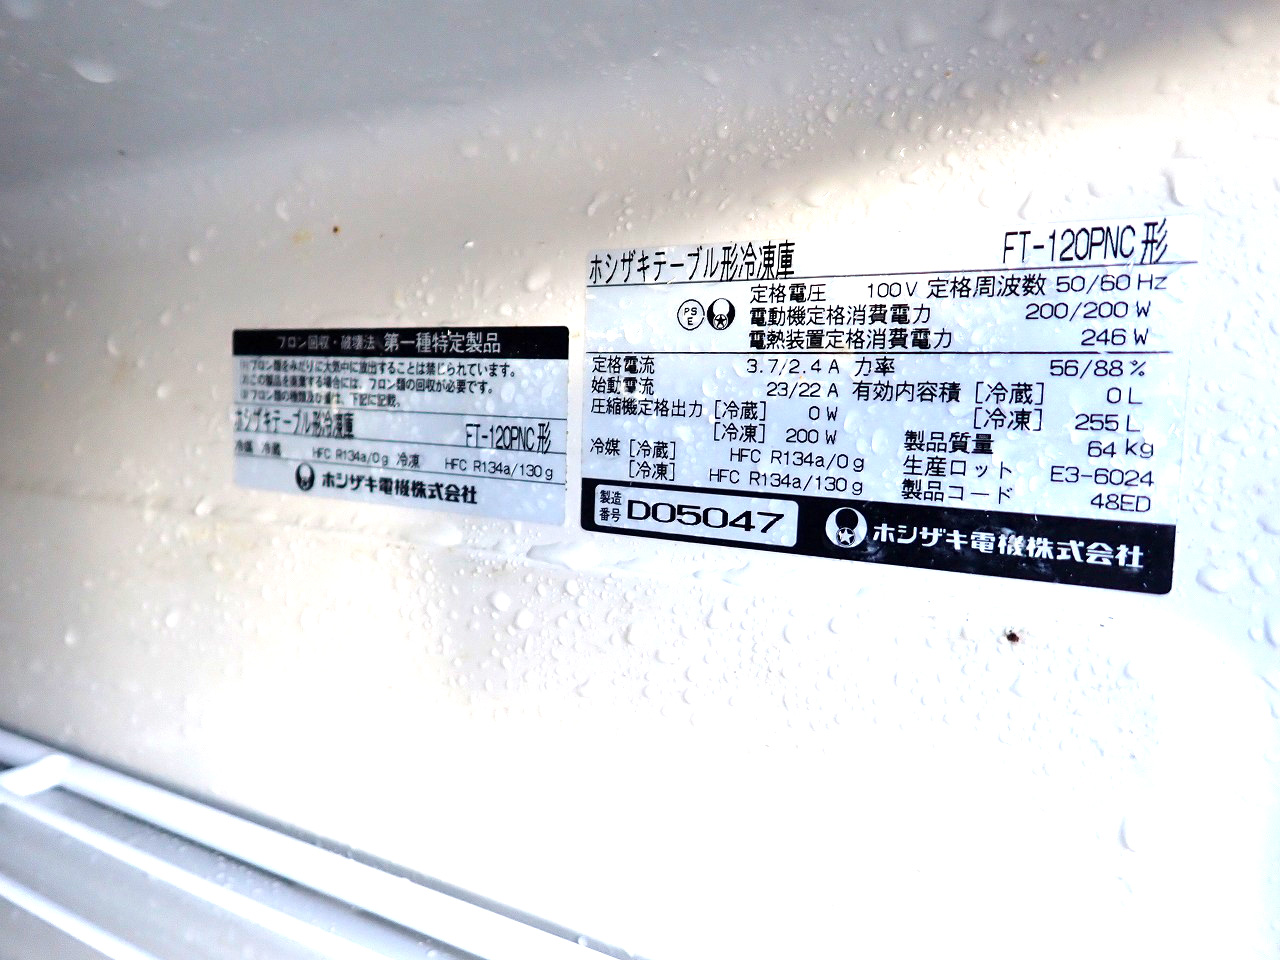 フロン回収・破壊法 第一種特定製品
(1)フロン類をみだりに大気中に放出することは禁じられています。
(2)この製品を廃棄する場合には、フロン類の回収が必要です。
(3)フロン類の種類及び量は、下記に記載。
ホシザキテーブル形冷凍庫 FT-120PNC形
冷媒 冷蔵 HFC R134a/0g 冷凍 HFC R134a/130g
ホシザキ電機株式会社
ホシザキテーブル形冷凍庫 FT-120PNC形
PS E
定格電圧 100V 定格周波数 50/60Hz
電動機定格消費電力 200/200W
電熱装置定格消費電力 246W
定格電流 3.7/2.4A 力率 56/88%
始動電流 23/22A 有効内容積 [冷蔵] 0L
圧縮機定格出力 [冷蔵] 0W [冷凍] 255L
[冷凍] 200W 製品質量 64kg
冷媒 [冷蔵] HFC R134a/0g 生産ロット E3-6024
[冷凍] HFC R134a/130g 製品コード 48ED
製造番号 D05047 ホシザキ電機株式会社